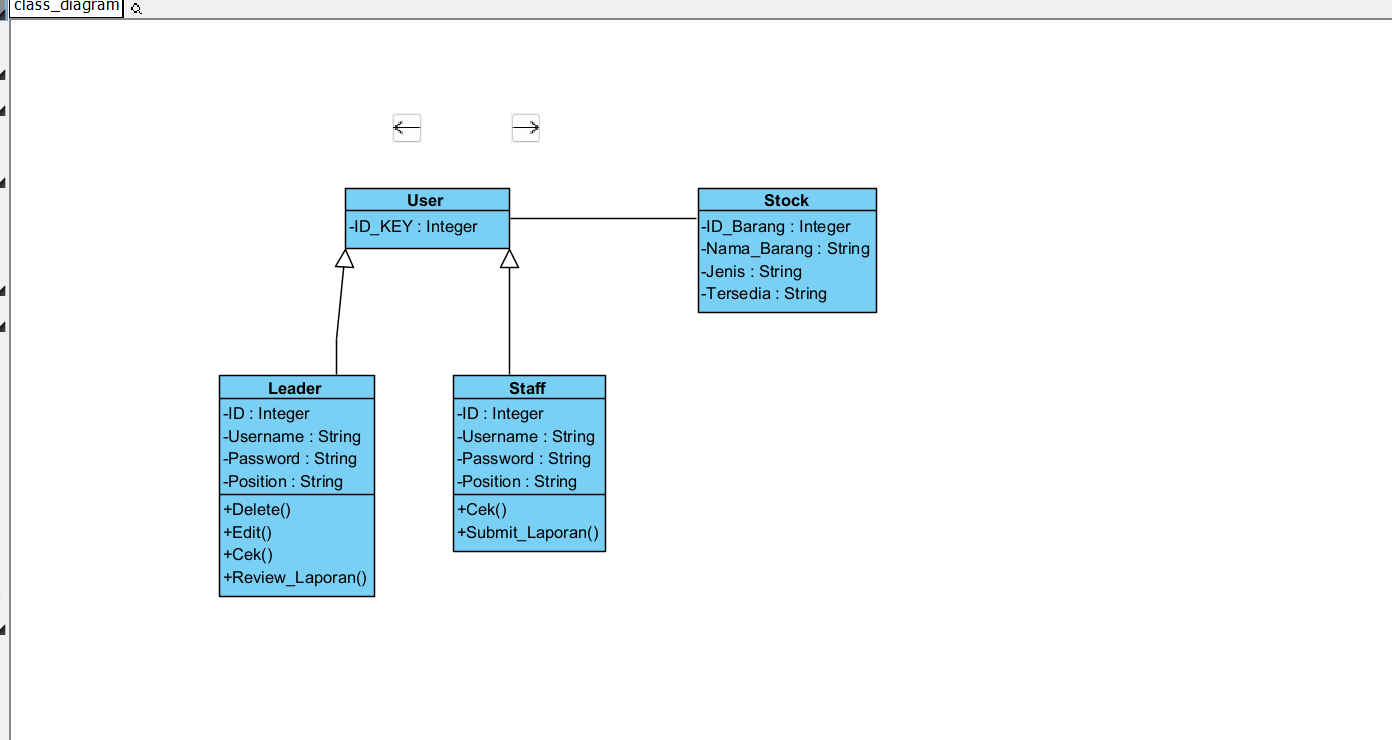 class_diagram
User
-ID_KEY : Integer
Stock
-ID_Barang : Integer
-Nama_Barang : String
-Jenis : String
-Tersedia : String
Leader
-ID : Integer
-Username : String
-Password : String
-Position : String
+Delete()
+Edit()
+Cek()
+Review_Laporan()
Staff
-ID : Integer
-Username : String
-Password : String
-Position : String
+Cek()
+Submit_Laporan()